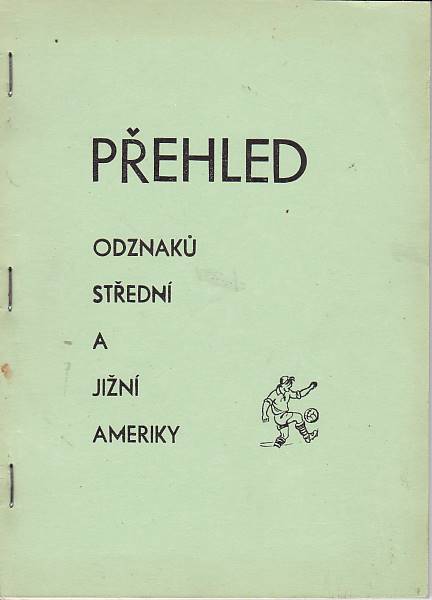 PŘEHLED
ODZNAKŮ
STŘEDNÍ
A
JIŽNÍ
AMERIKY